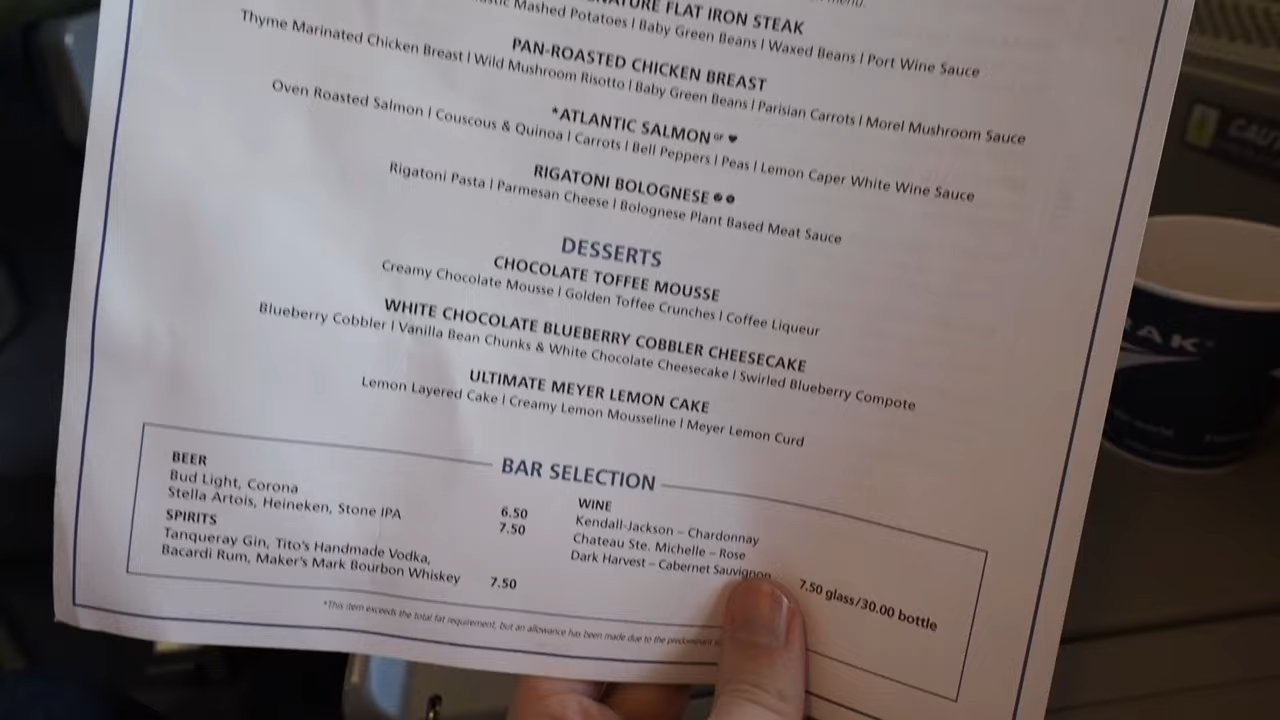 menu.
NATURE FLAT IRON STEAK
Mashed Potatoes | Baby Green Beans | Waxed Beans | Port Wine Sauce
PAN-ROASTED CHICKEN BREAST
Thyme Marinated Chicken Breast | Wild Mushroom Risotto | Baby Green Beans | Parisian Carrots | Morel Mushroom Sauce
*ATLANTIC SALMON GF
Oven Roasted Salmon | Couscous & Quinoa | Carrots | Bell Peppers | Peas | Lemon Caper White Wine Sauce
RIGATONI BOLOGNESE
Rigatoni Pasta | Parmesan Cheese | Bolognese Plant Based Meat Sauce
DESSERTS
CHOCOLATE TOFFEE MOUSSE
Creamy Chocolate Mousse | Golden Toffee Crunches | Coffee Liqueur
WHITE CHOCOLATE BLUEBERRY COBBLER CHEESECAKE
Blueberry Cobbler | Vanilla Bean Chunks & White Chocolate Cheesecake | Swirled Blueberry Compote
ULTIMATE MEYER LEMON CAKE
Lemon Layered Cake | Creamy Lemon Mousseline | Meyer Lemon Curd
BAR SELECTION
BEER
Bud Light, Corona 6.50
Stella Artois, Heineken, Stone IPA 7.50
SPIRITS
Tanqueray Gin, Tito's Handmade Vodka,
Bacardi Rum, Maker's Mark Bourbon Whiskey 7.50
WINE
Kendall-Jackson – Chardonnay
Chateau Ste. Michelle – Rose
Dark Harvest – Cabernet Sauvignon 7.50 glass/30.00 bottle
*This item exceeds the total fat requirement, but an allowance has been made due to the predominant
CAU
RAK